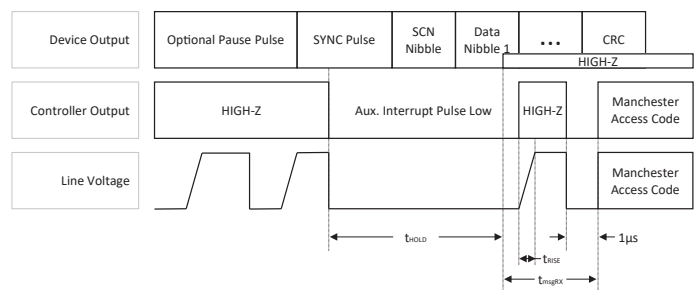 Device Output
Optional Pause Pulse
SYNC Pulse
SCN
Nibble
Data
Nibble 1
...
CRC
HIGH-Z
Controller Output
HIGH-Z
Aux. Interrupt Pulse Low
HIGH-Z
Manchester
Access Code
Line Voltage
Manchester
Access Code
tHOLD
1µs
tRISE
tmsgRX